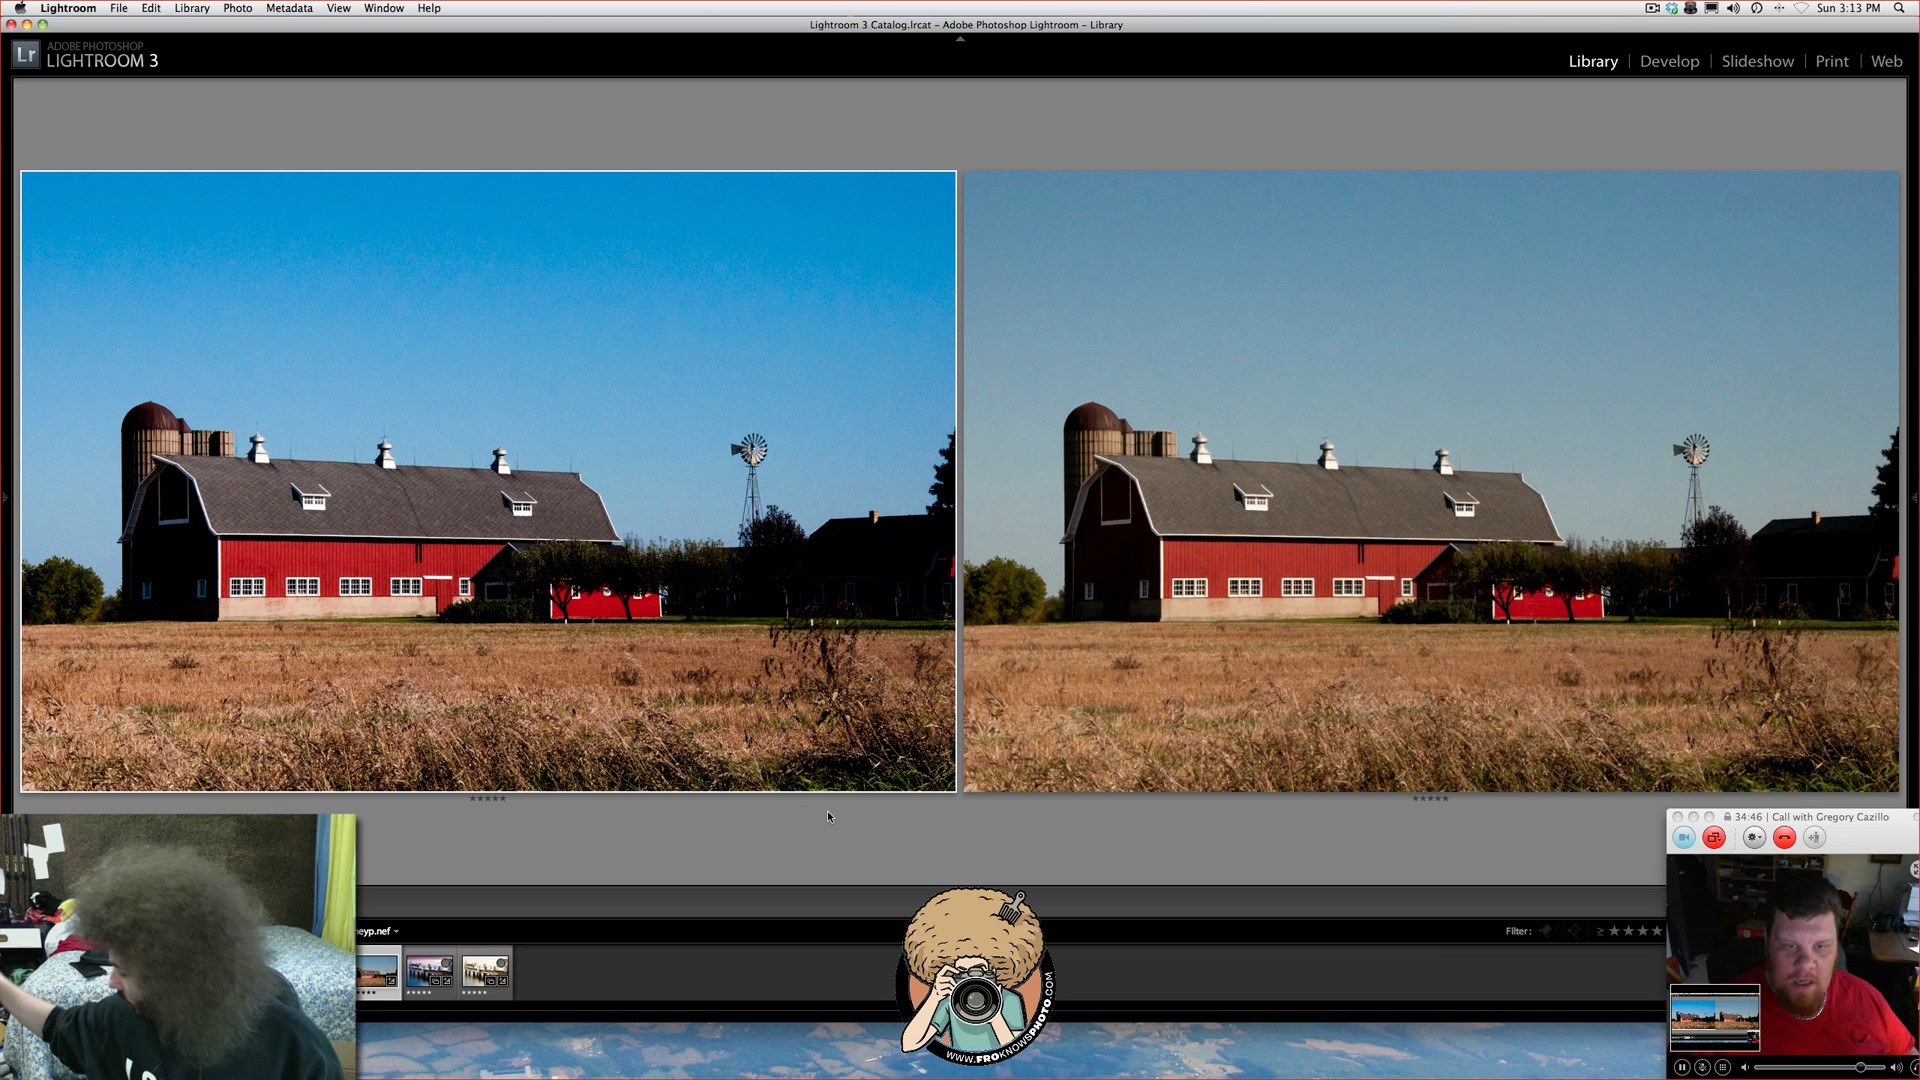 Lightroom File Edit Library Photo Metadata View Window Help Sun 3:13 PM
Lightroom 3 Catalog.lrcat – Adobe Photoshop Lightroom – Library
Lr ADOBE PHOTOSHOP
LIGHTROOM 3
Library | Develop | Slideshow | Print | Web
34:46 | Call with Gregory Cazillo
eyp.nef
Filter: ≥ ★★★★
WWW.FROKNOWSPHOTO.COM